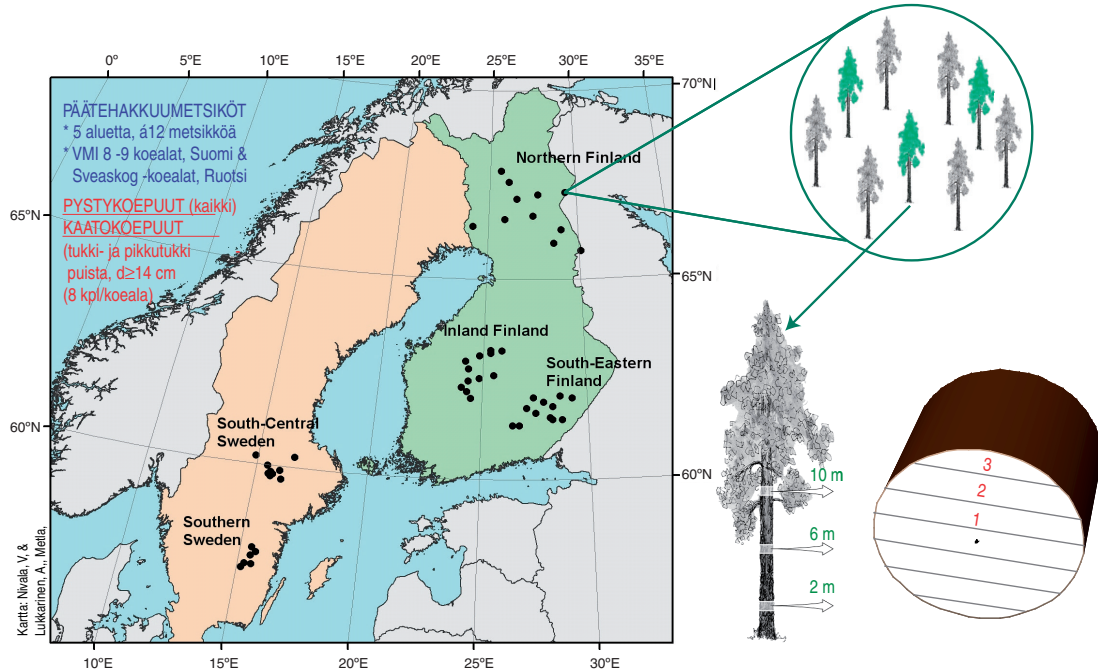 0° 5°E 10°E 15°E 20°E 25°E 30°E 35°E
70°N
PÄÄTEHAKKUUMETSIKÖT
* 5 aluetta, á12 metsikköä
* VMI 8 -9 koealat, Suomi &
Sveaskog -koealat, Ruotsi
PYSTYKOEPUUT (kaikki)
KAATOKOEPUUT
(tukki- ja pikkutukki
puista, d≥14 cm
(8 kpl/koeala)
65°N
60°N
Northern Finland
65°N
Inland Finland
South-Eastern
Finland
South-Central
Sweden
60°N
Southern
Sweden
Kartta: Nivala, V. &
Lukkarinen, A,, Metla,
10°E 15°E 20°E 25°E 30°E
10 m
6 m
2 m
3
2
1